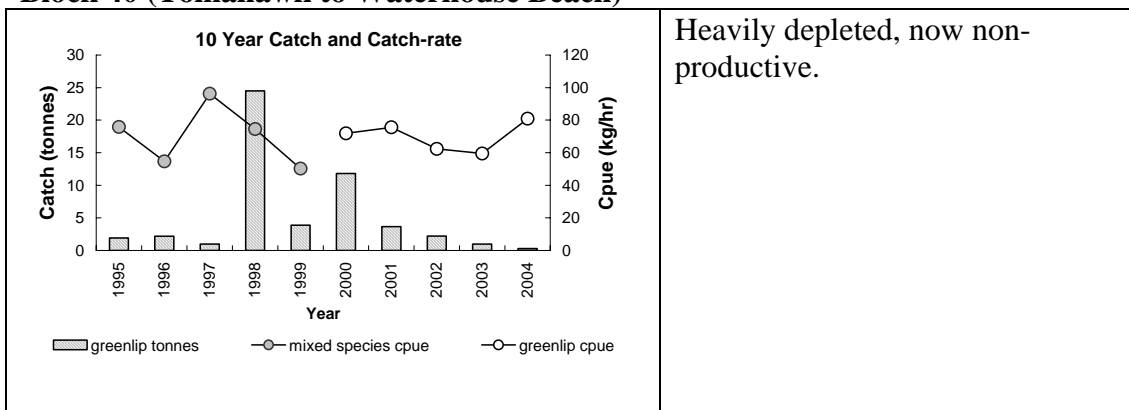 10 Year Catch and Catch-rate
30
25
20
15
10
5
0
Catch (tonnes)
120
100
80
60
40
20
0
Cpue (kg/hr)
1995
1996
1997
1998
1999
2000
2001
2002
2003
2004
Year
greenlip tonnes
mixed species cpue
greenlip cpue
Heavily depleted, now non-
productive.